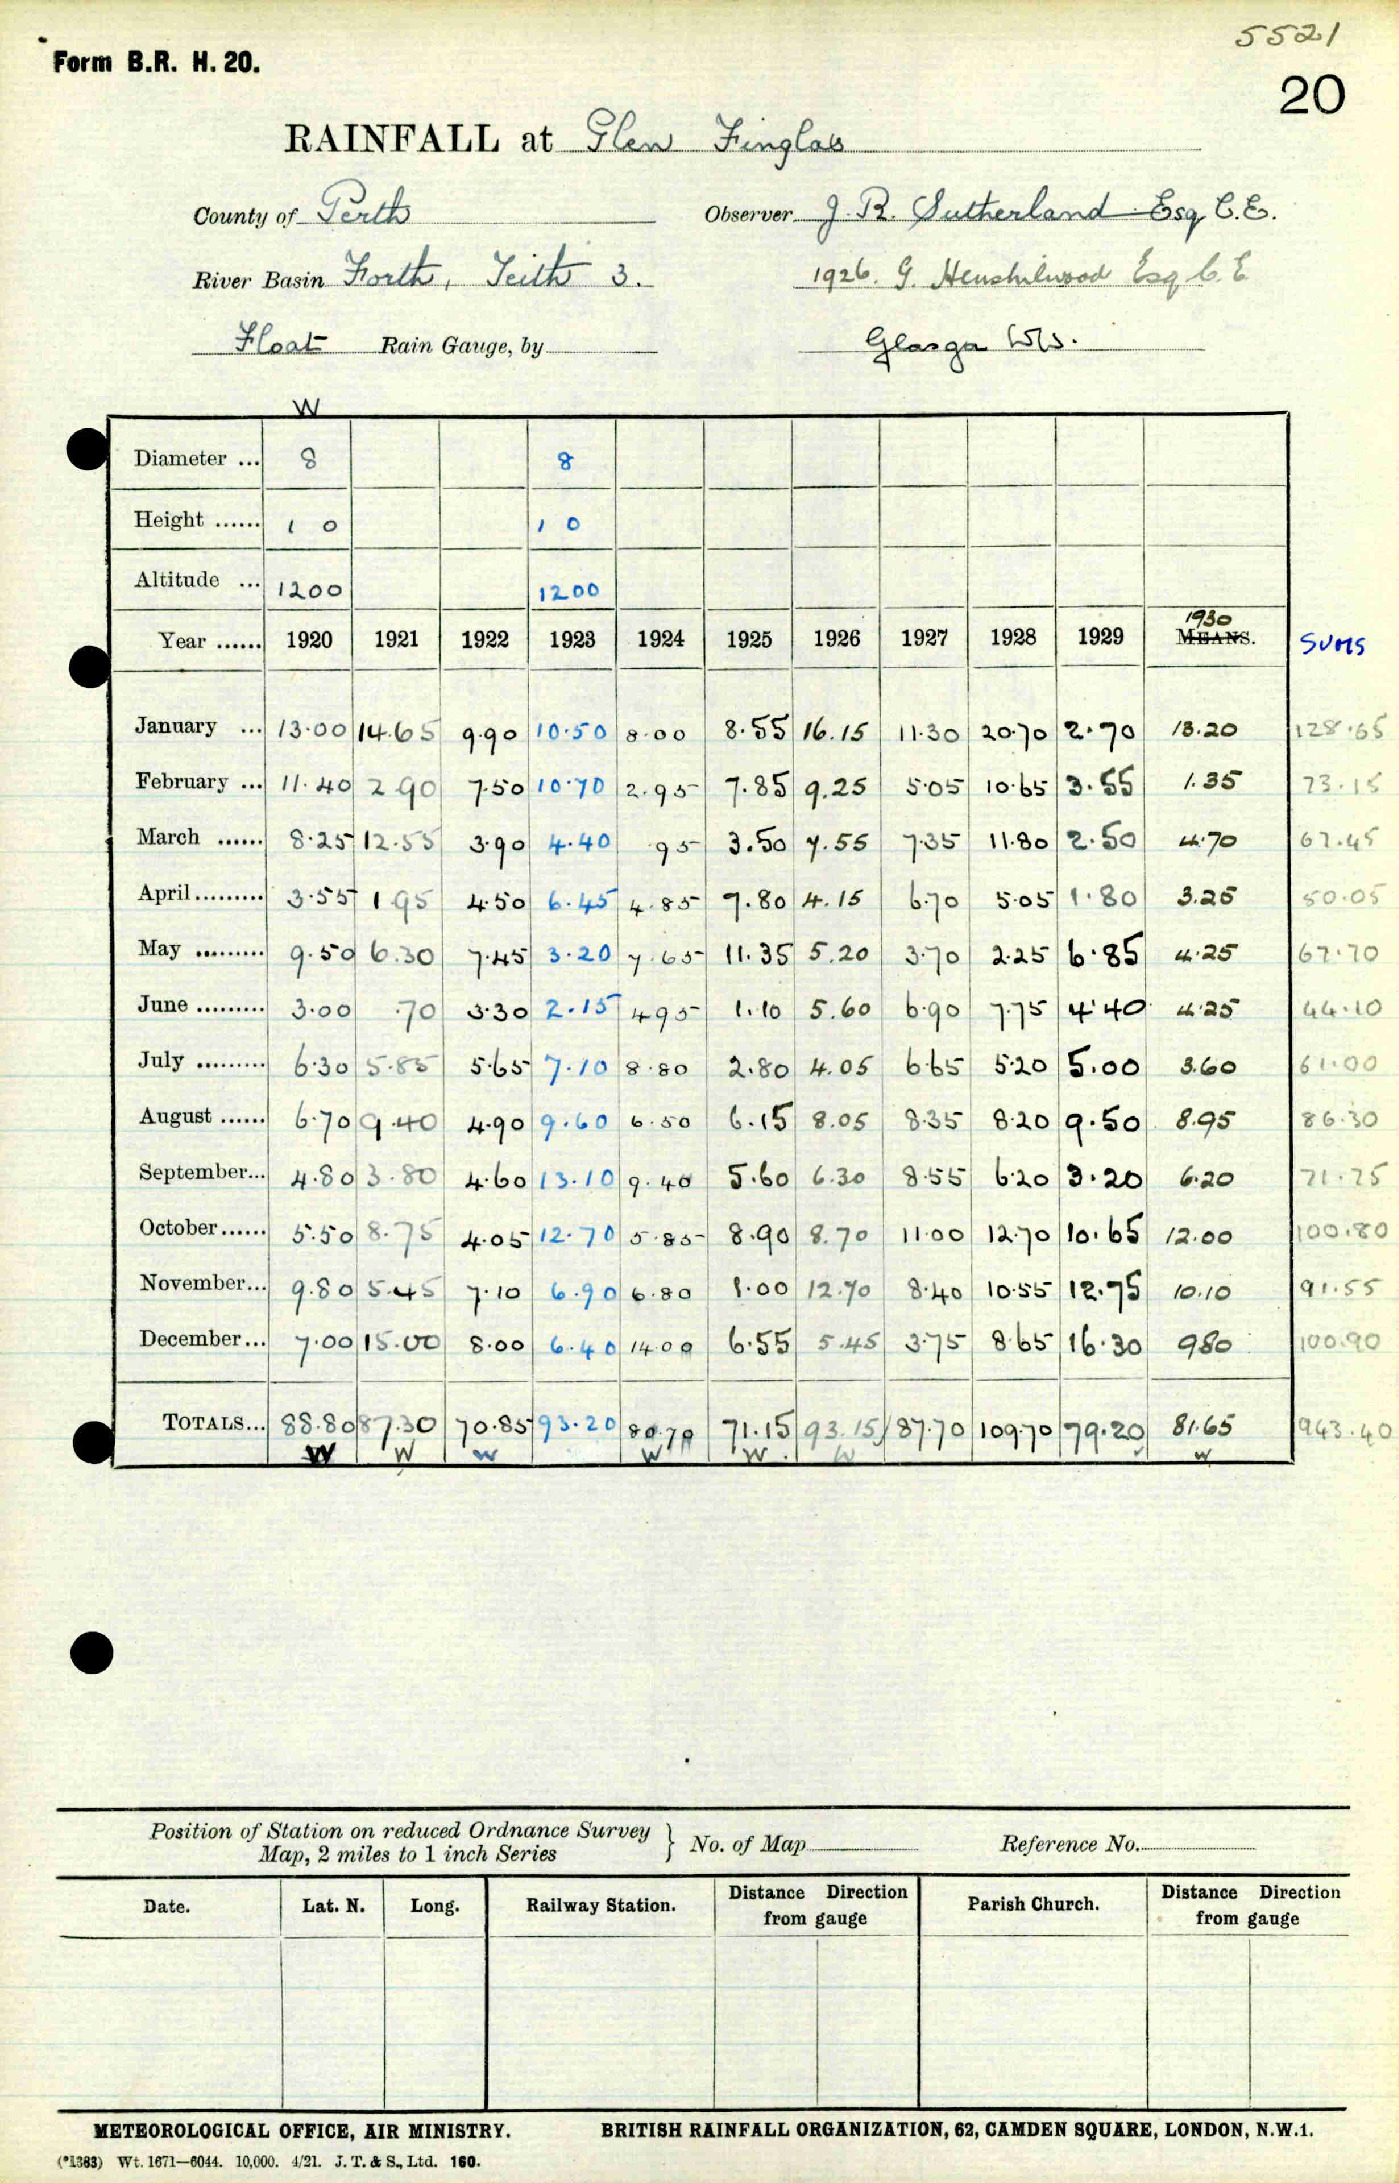 5521
Form B.R. H. 20.
20
RAINFALL at Glen Finglas
County of Perth Observer J. R. Sutherland Esq C.E.
River Basin Forth, Teith 3. 1926. G. Henshilwood Esq C.E
Float Rain Gauge, by Glasga WW.
W
Diameter ... 8 8
Height ...... 1 0 1 0
Altitude ... 1200 1200
1930
Year ...... 1920 1921 1922 1923 1924 1925 1926 1927 1928 1929 MEANS. SUMS
January ... 13.00 14.65 9.90 10.50 8.00 8.55 16.15 11.30 20.70 2.70 13.20 128.65
February ... 11.40 2.90 7.50 10.70 2.95 7.85 9.25 5.05 10.65 3.55 1.35 73.15
March ...... 8.25 12.55 3.90 4.40 95 3.50 7.55 7.35 11.80 2.50 4.70 67.45
April ......... 3.55 1.95 4.50 6.45 4.85 7.80 4.15 6.70 5.05 1.80 3.25 50.05
May ......... 9.50 6.30 7.45 3.20 7.65 11.35 5.20 3.70 2.25 6.85 4.25 67.70
June ......... 3.00 .70 3.30 2.15 4.95 1.10 5.60 6.90 7.75 4.40 4.25 44.10
July ......... 6.30 5.85 5.65 7.10 8.80 2.80 4.05 6.65 5.20 5.00 3.60 61.00
August ...... 6.70 9.40 4.90 9.60 6.50 6.15 8.05 8.35 8.20 9.50 8.95 86.30
September... 4.80 3.80 4.60 13.10 9.40 5.60 6.30 8.55 6.20 3.20 6.20 71.75
October...... 5.50 8.75 4.05 12.70 5.85 8.90 8.70 11.00 12.70 10.65 12.00 100.80
November... 9.80 5.45 7.10 6.90 6.80 1.00 12.70 8.40 10.55 12.75 10.10 91.55
December... 7.00 15.00 8.00 6.40 14.00 6.55 5.45 3.75 8.65 16.30 9.80 100.90
TOTALS... 88.80 87.30 70.85 93.20 80.70 71.15 93.15 87.70 109.70 79.20 81.65 943.40
W W W W W W W
Position of Station on reduced Ordnance Survey
Map, 2 miles to 1 inch Series } No. of Map Reference No.
Date. Lat. N. Long. Railway Station. Distance Direction from gauge Parish Church. Distance Direction from gauge
METEOROLOGICAL OFFICE, AIR MINISTRY. BRITISH RAINFALL ORGANIZATION, 62, CAMDEN SQUARE, LONDON, N.W.1.
(*1383) Wt. 1671—6044. 10,000. 4/21. J. T. & S., Ltd. 160.